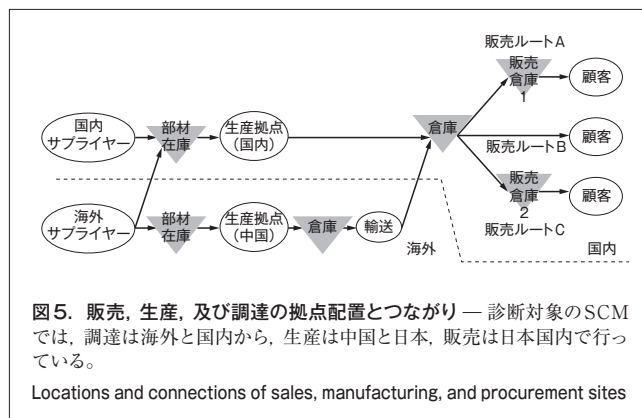 販売ルートA
販売
倉庫
1
顧客
国内
サプライヤー
部材
在庫
生産拠点
(国内)
倉庫
販売ルートB
顧客
海外
サプライヤー
部材
在庫
生産拠点
(中国)
倉庫
輸送
海外
販売
倉庫
2
顧客
販売ルートC
国内
図5. 販売, 生産, 及び調達の拠点配置とつながり — 診断対象のSCM
では, 調達は海外と国内から, 生産は中国と日本, 販売は日本国内で行っ
ている。
Locations and connections of sales, manufacturing, and procurement sites